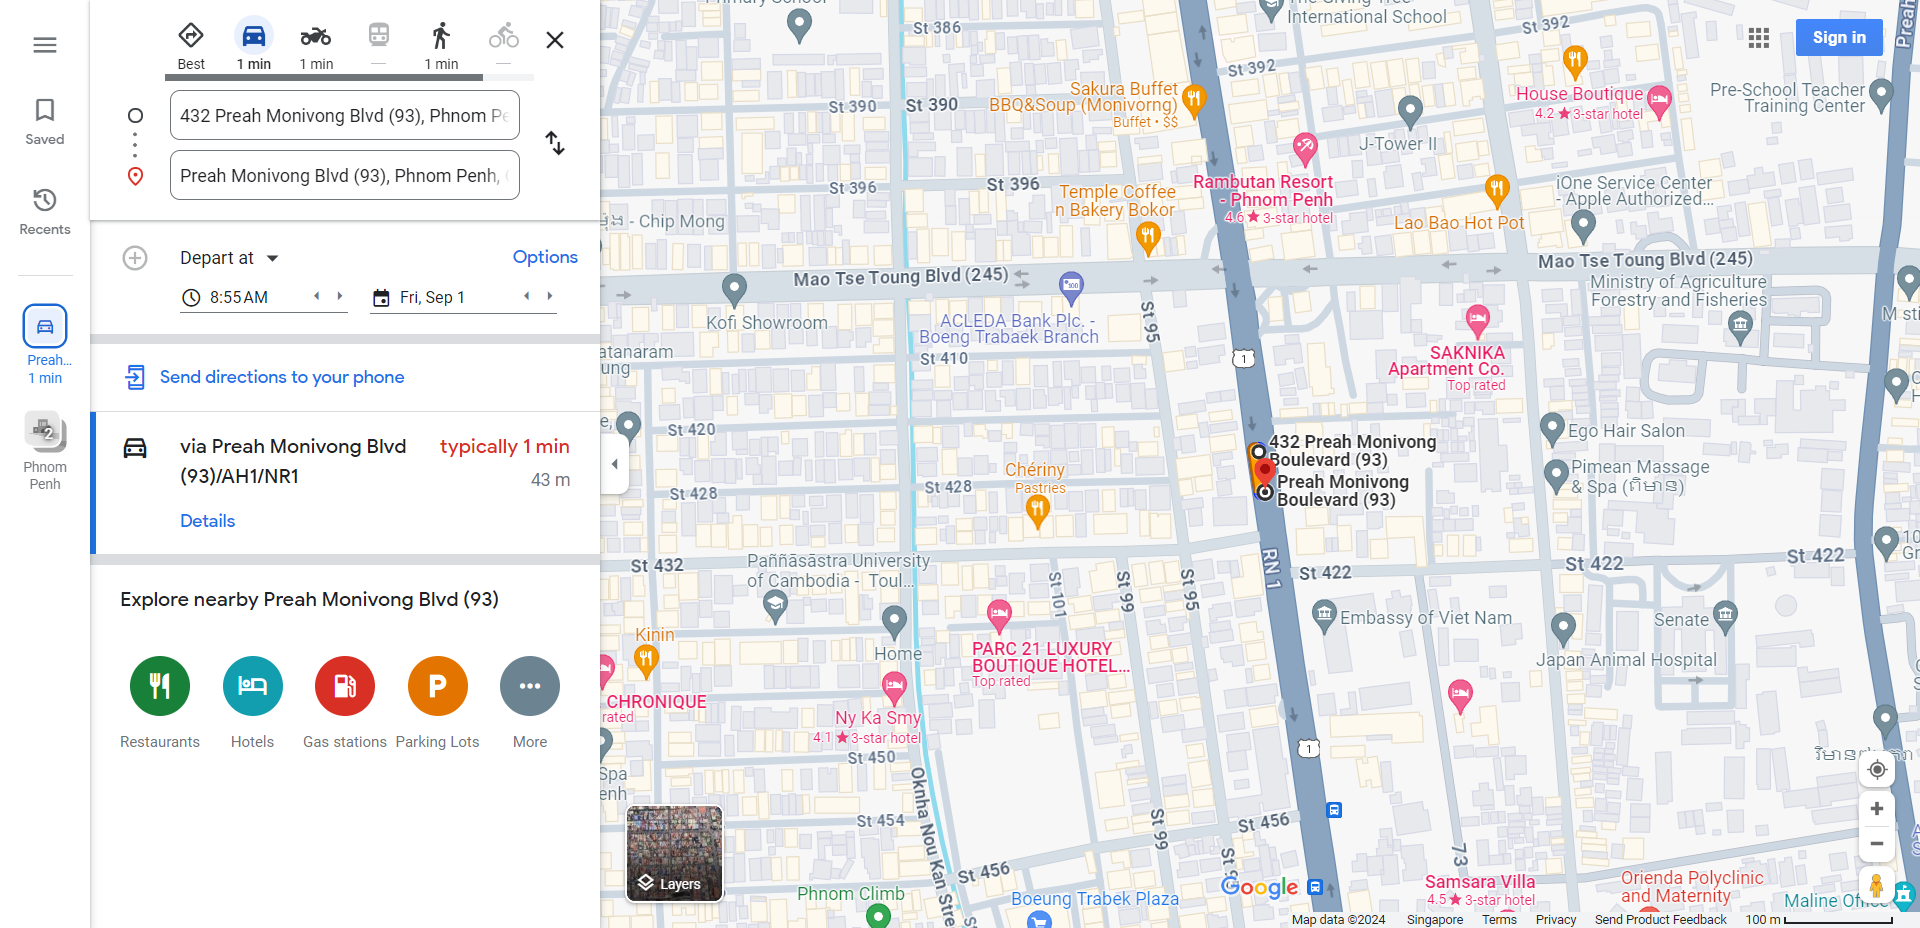 Saved
Recents
Preah...
1 min
2
Phnom
Penh
Best
1 min
1 min
—
1 min
—
432 Preah Monivong Blvd (93), Phnom Pe
Preah Monivong Blvd (93), Phnom Penh,
Depart at
Options
8:55 AM
Fri, Sep 1
Send directions to your phone
via Preah Monivong Blvd
(93)/AH1/NR1
typically 1 min
43 m
Details
Explore nearby Preah Monivong Blvd (93)
Restaurants
Hotels
Gas stations
Parking Lots
P
More
Sign in
International School
St 386
St 392
St 392
Sakura Buffet
BBQ&Soup (Monivorng)
Buffet • $$
St 390
St 390
House Boutique
4.2★3-star hotel
Pre-School Teacher
Training Center
J-Tower II
Rambutan Resort
- Phnom Penh
4.6★3-star hotel
St 396
St 396
Temple Coffee
n Bakery Bokor
iOne Service Center
- Apple Authorized...
Lao Bao Hot Pot
- Chip Mong
Mao Tse Toung Blvd (245)
Mao Tse Toung Blvd (245)
Ministry of Agriculture
Forestry and Fisheries
Kofi Showroom
ACLEDA Bank Plc. -
Boeng Trabaek Branch
St 95
St 410
1
SAKNIKA
Apartment Co.
Top rated
atanaram
ung
St 420
Ego Hair Salon
432 Preah Monivong
Boulevard (93)
Preah Monivong
Boulevard (93)
Chériny
Pastries
St 428
St 428
Pimean Massage
& Spa (ពិមាន)
St 432
Paññāsāstra University
of Cambodia - Toul...
RN 1
St 422
St 422
St 422
St 101
St 99
St 95
Embassy of Viet Nam
Senate
Japan Animal Hospital
Kinin
Home
PARC 21 LUXURY
BOUTIQUE HOTEL...
Top rated
CHRONIQUE
rated
Ny Ka Smy
4.1★3-star hotel
St 450
1
Spa
enh
Oknha Nou Kan Stre
St 454
St 99
St 456
St 456
73
Layers
Phnom Climb
Boeung Trabek Plaza
Google
Samsara Villa
4.5★3-star hotel
Orienda Polyclinic
and Maternity
Maline Office
Map data ©2024
Singapore
Terms
Privacy
Send Product Feedback
100 m